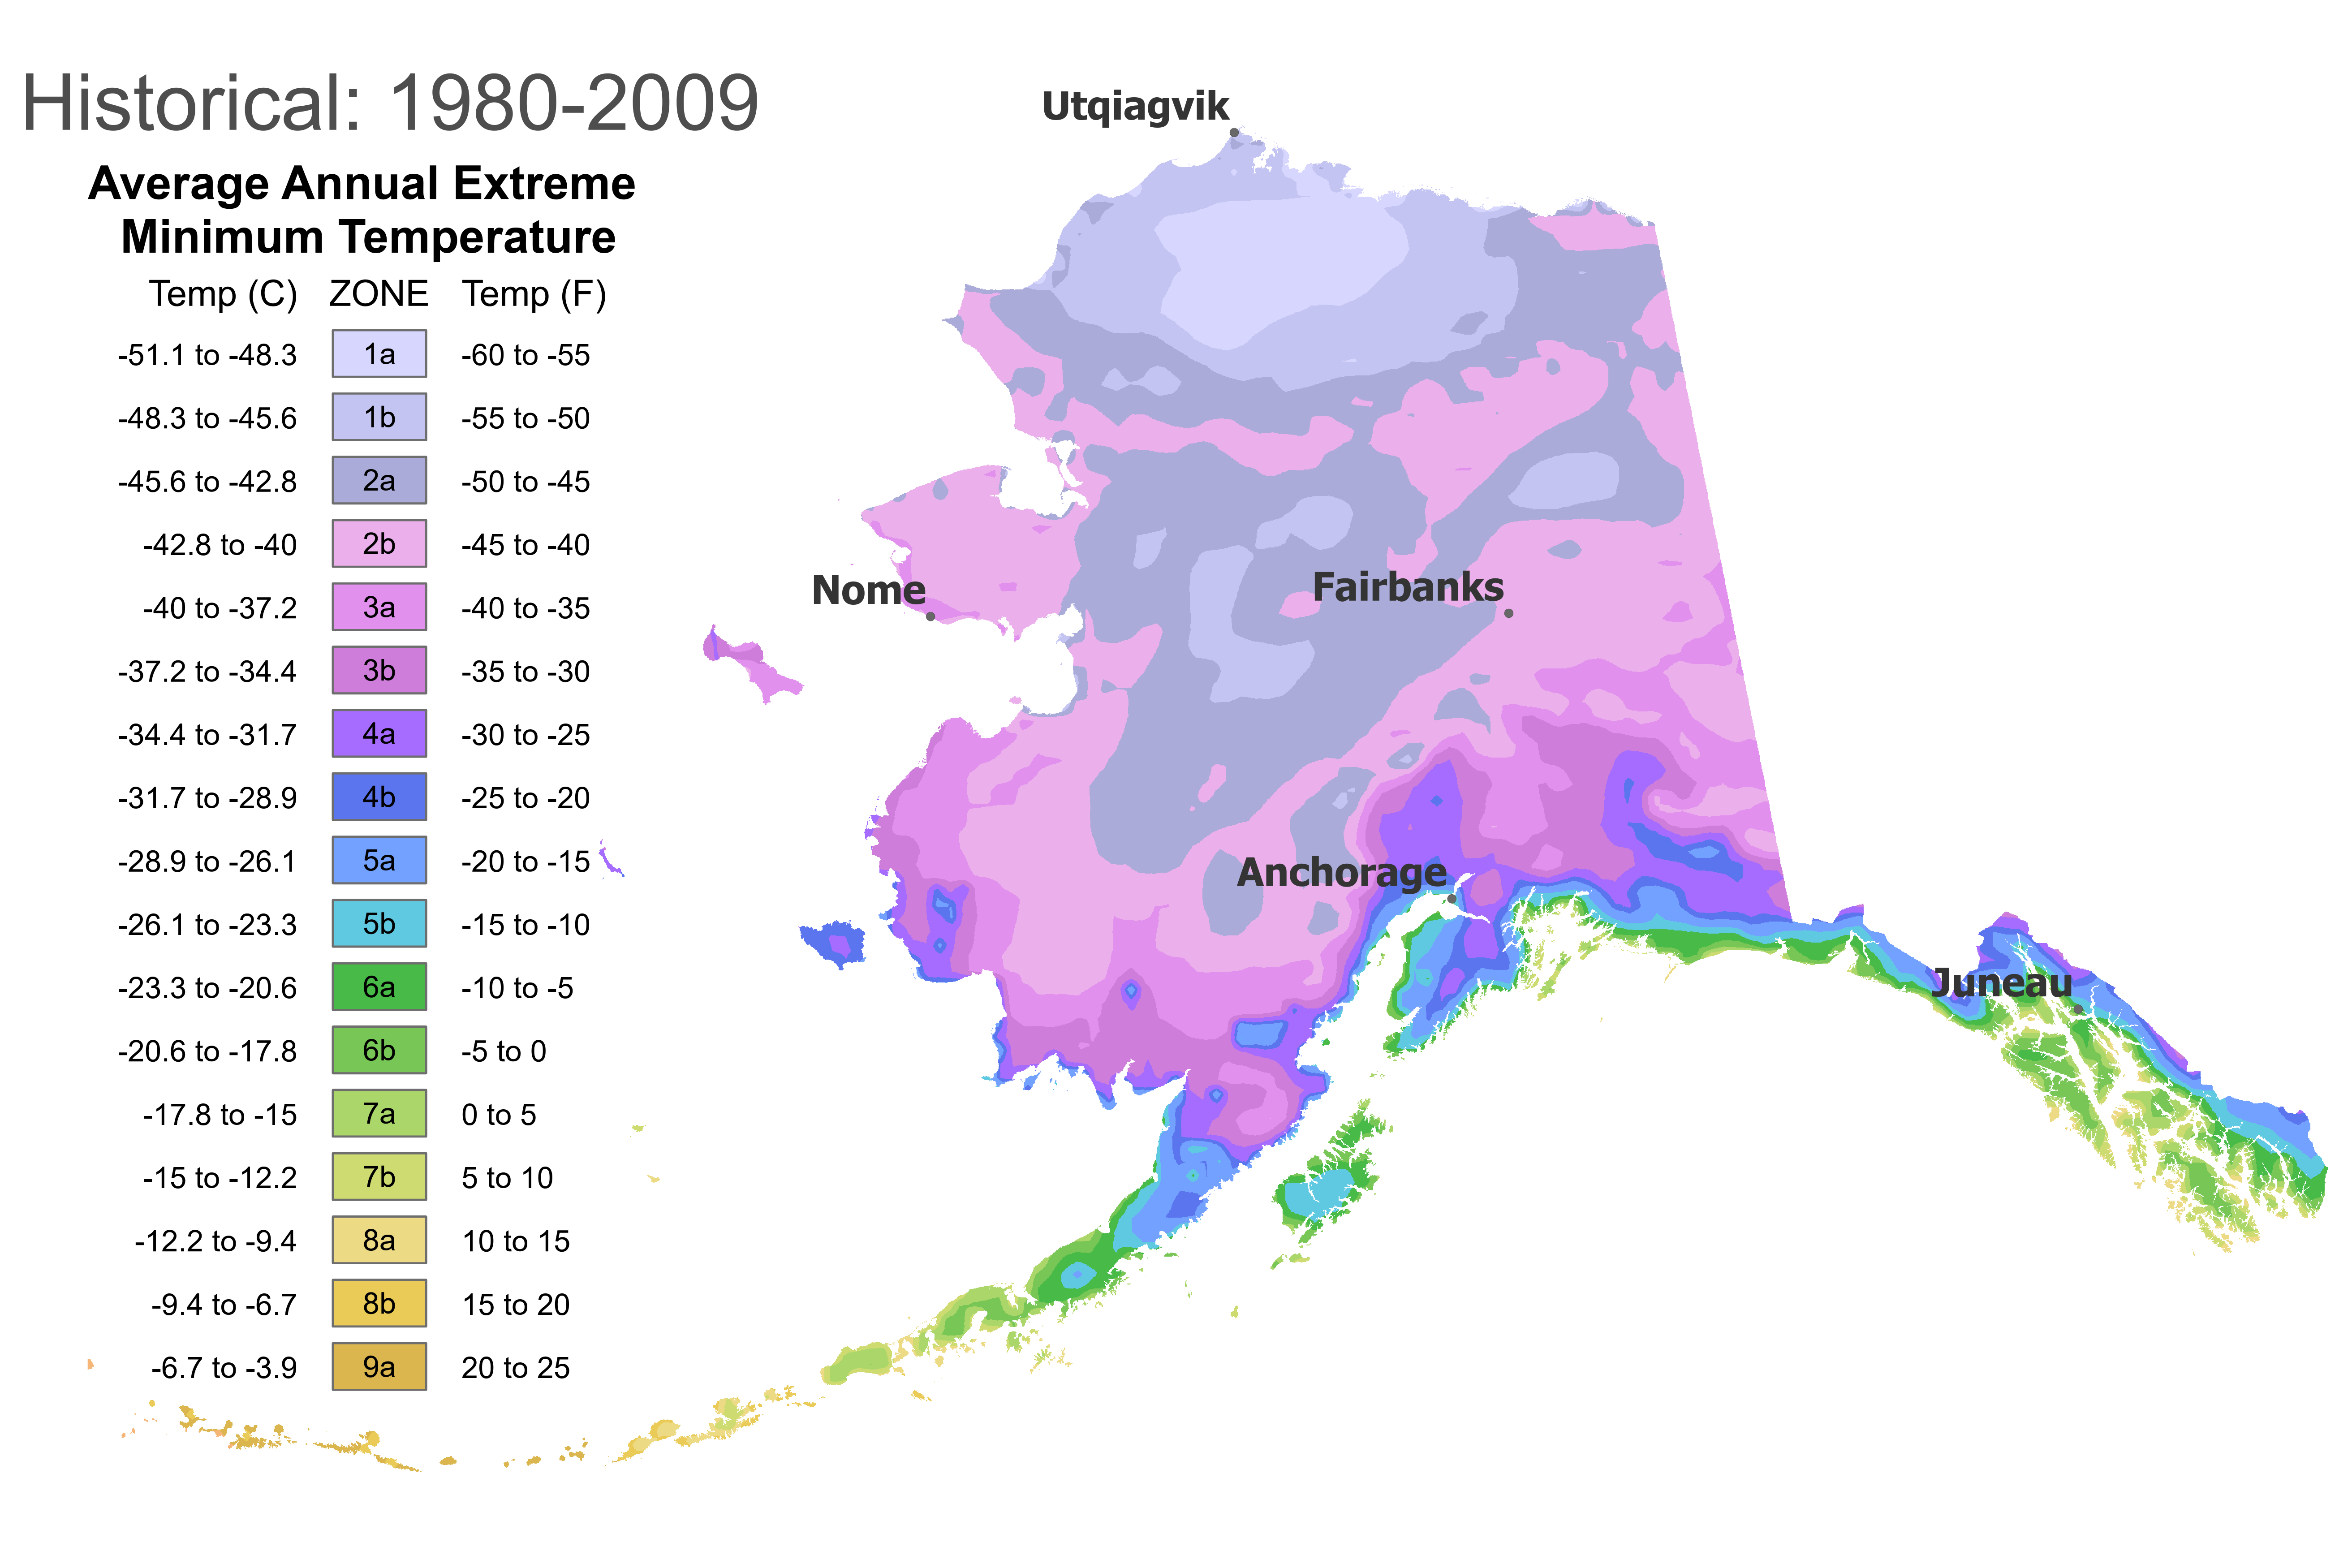 Historical: 1980-2009
Average Annual Extreme
Minimum Temperature
Temp (C) ZONE Temp (F)
-51.1 to -48.3 1a -60 to -55
-48.3 to -45.6 1b -55 to -50
-45.6 to -42.8 2a -50 to -45
-42.8 to -40 2b -45 to -40
-40 to -37.2 3a -40 to -35
-37.2 to -34.4 3b -35 to -30
-34.4 to -31.7 4a -30 to -25
-31.7 to -28.9 4b -25 to -20
-28.9 to -26.1 5a -20 to -15
-26.1 to -23.3 5b -15 to -10
-23.3 to -20.6 6a -10 to -5
-20.6 to -17.8 6b -5 to 0
-17.8 to -15 7a 0 to 5
-15 to -12.2 7b 5 to 10
-12.2 to -9.4 8a 10 to 15
-9.4 to -6.7 8b 15 to 20
-6.7 to -3.9 9a 20 to 25
Utqiagvik
Nome
Fairbanks
Anchorage
Juneau